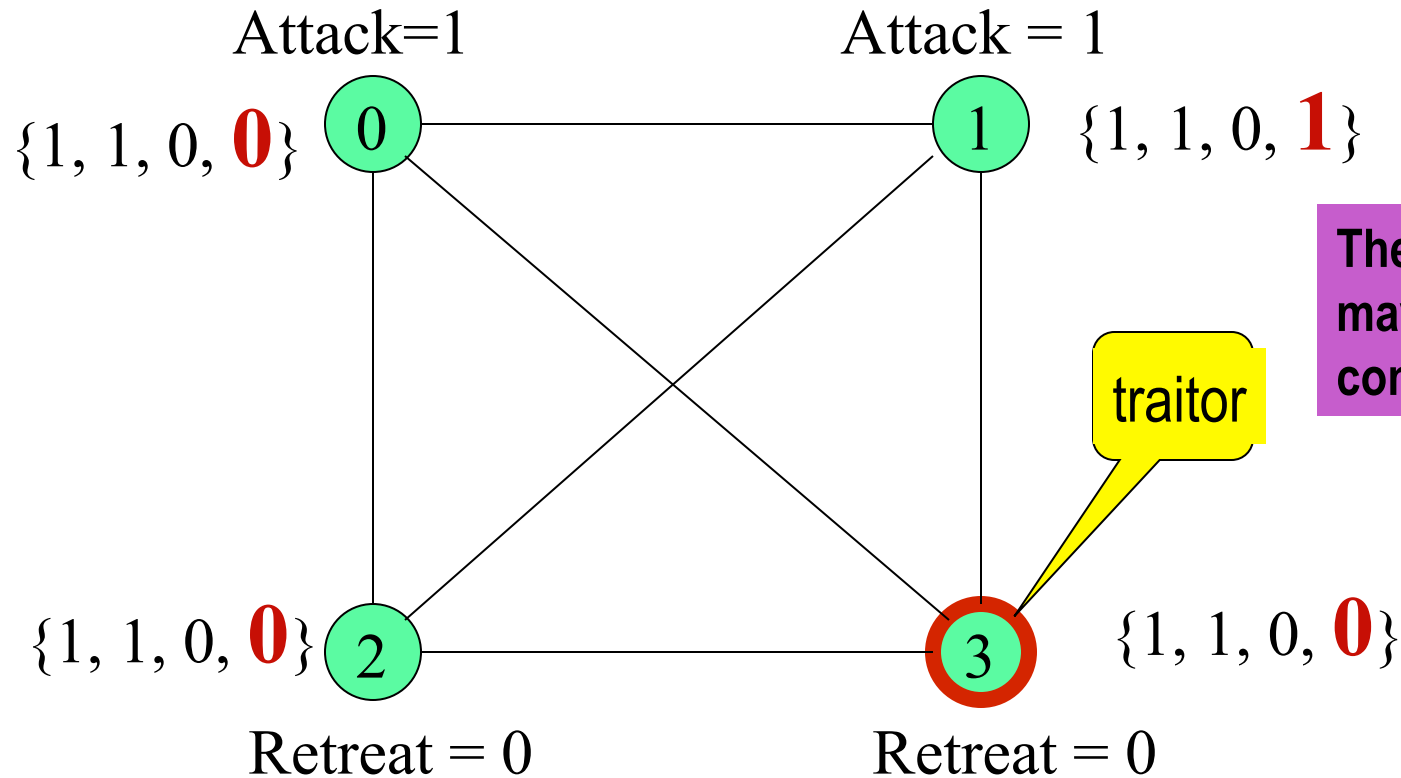 Attack=1
Attack = 1
{1, 1, 0, 0}
0
1
{1, 1, 0, 1}
traitor
{1, 1, 0, 0}
2
3
{1, 1, 0, 0}
Retreat = 0
Retreat = 0